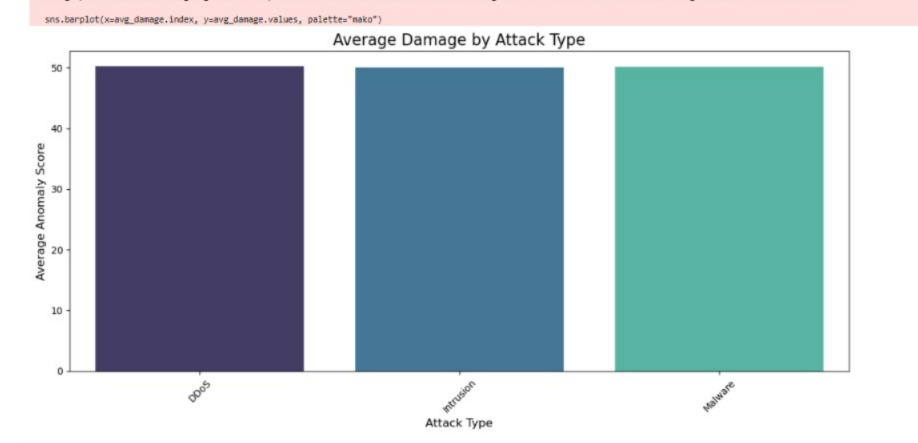 sns.barplot(x=avg_damage.index, y=avg_damage.values, palette="mako")
Average Damage by Attack Type
Average Anomaly Score
50
40
30
20
10
0
DDoS
Intrusion
Malware
Attack Type